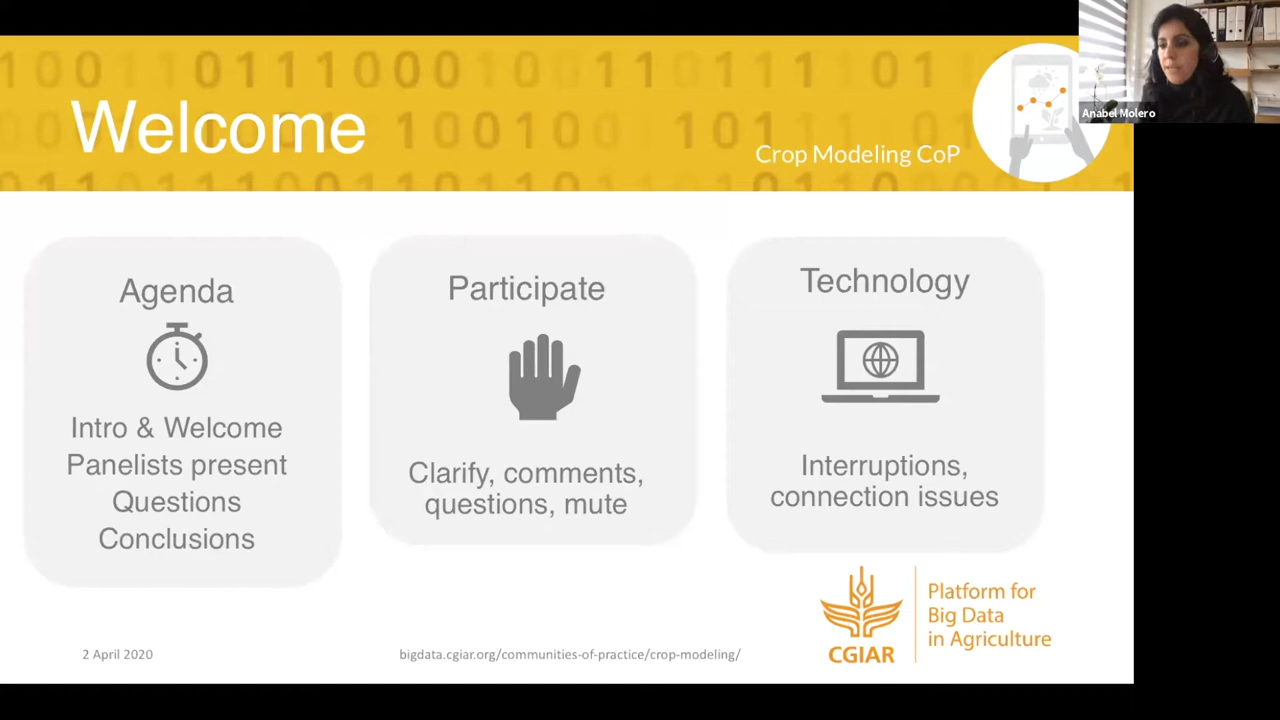 Welcome
Crop Modeling CoP
Anabel Molero
Agenda
Intro & Welcome
Panelists present
Questions
Conclusions
Participate
Clarify, comments,
questions, mute
Technology
Interruptions,
connection issues
2 April 2020
bigdata.cgiar.org/communities-of-practice/crop-modeling/
CGIAR
Platform for
Big Data
in Agriculture